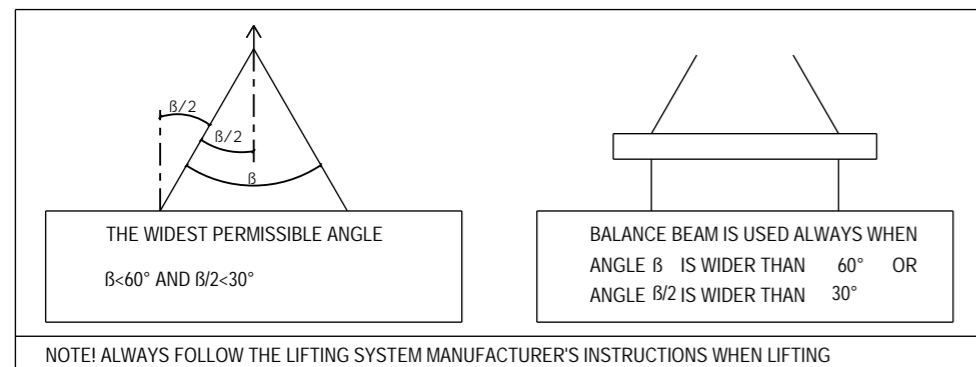 ß/2
ß/2
ß
THE WIDEST PERMISSIBLE ANGLE
ß<60° AND ß/2<30°
BALANCE BEAM IS USED ALWAYS WHEN
ANGLE ß IS WIDER THAN 60° OR
ANGLE ß/2 IS WIDER THAN 30°
NOTE! ALWAYS FOLLOW THE LIFTING SYSTEM MANUFACTURER'S INSTRUCTIONS WHEN LIFTING